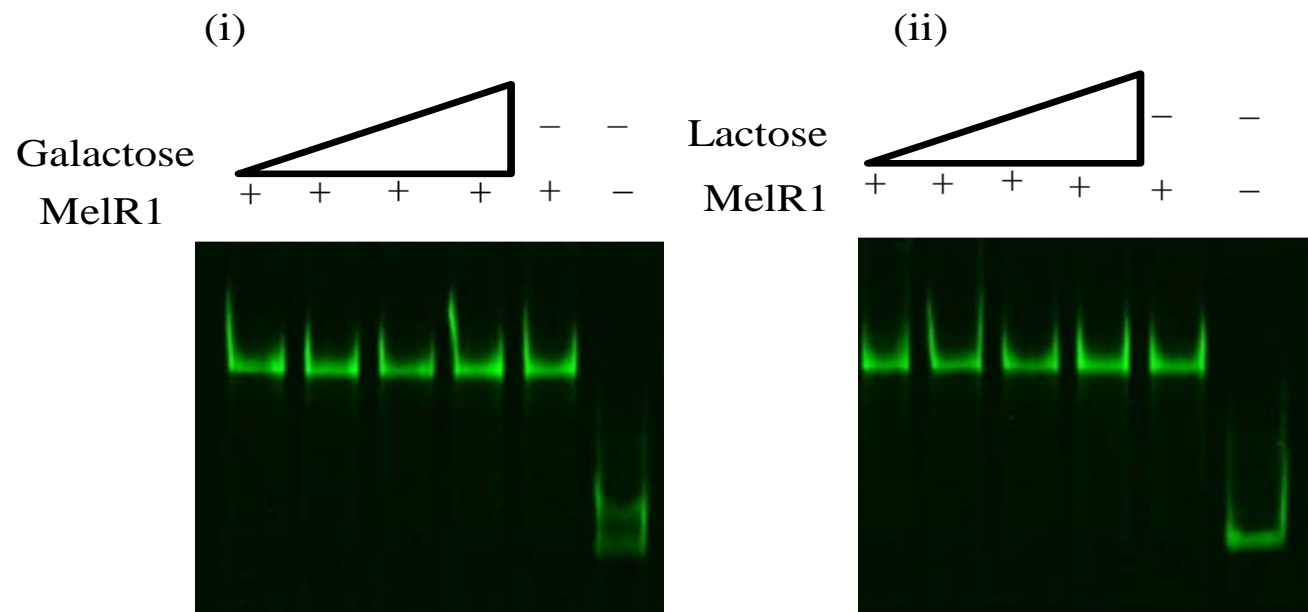 (i)
Galactose – –
MelR1 + + + + + –
(ii)
Lactose – –
MelR1 + + + + + –